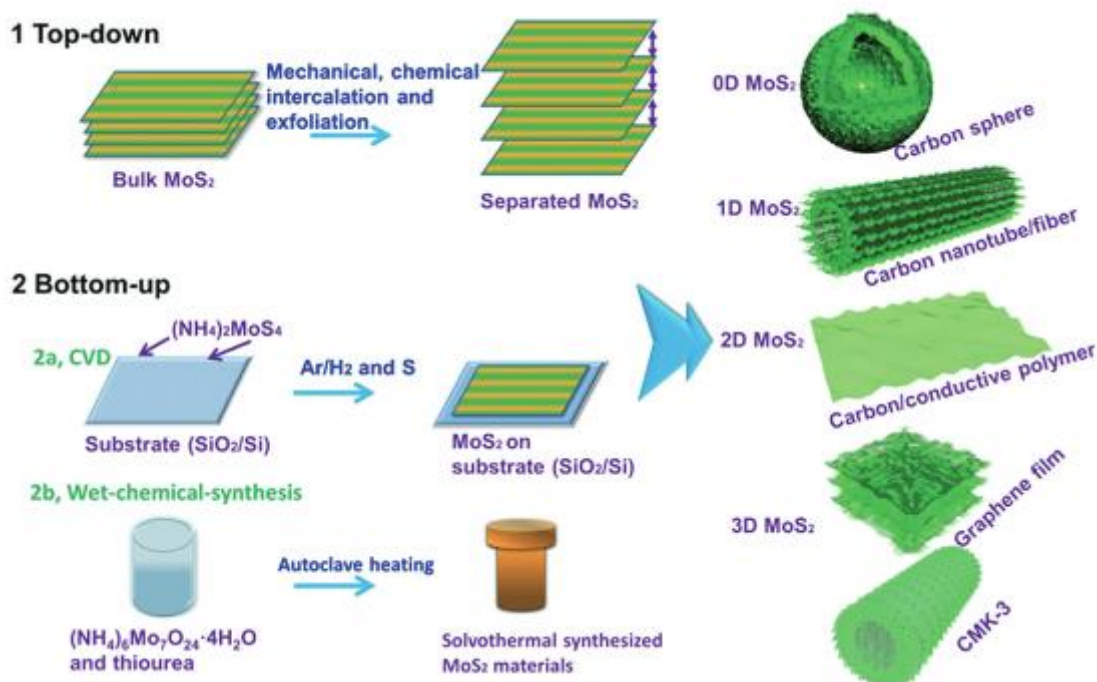 1 Top-down
Mechanical, chemical
intercalation and
exfoliation
Bulk MoS₂
Separated MoS₂
2 Bottom-up
(NH₄)₂MoS₄
2a, CVD
Ar/H₂ and S
Substrate (SiO₂/Si)
MoS₂ on
substrate (SiO₂/Si)
2b, Wet-chemical-synthesis
Autoclave heating
(NH₄)₆Mo₇O₂₄·4H₂O
and thiourea
Solvothermal synthesized
MoS₂ materials
0D MoS₂
Carbon sphere
1D MoS₂
Carbon nanotube/fiber
2D MoS₂
Carbon/conductive polymer
3D MoS₂
Graphene film
CMK-3